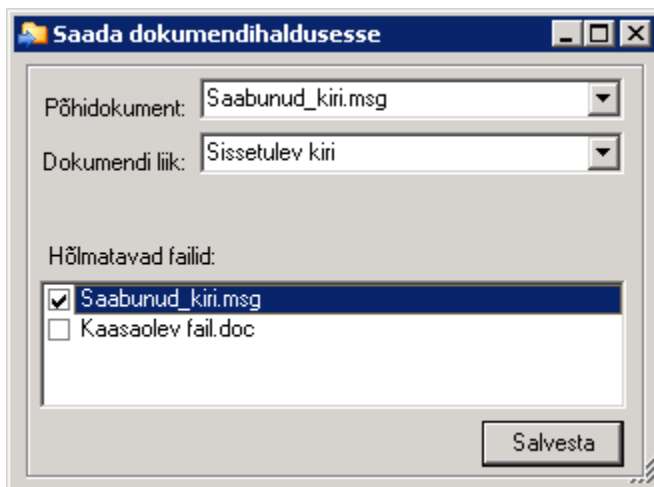 Saada dokumendihaldusesse
Põhidokument: Saabunud_kiri.msg
Dokumendi liik: Sissetulev kiri
Hõlmatavad failid:
Saabunud_kiri.msg
Kaasaolev fail.doc
Salvesta